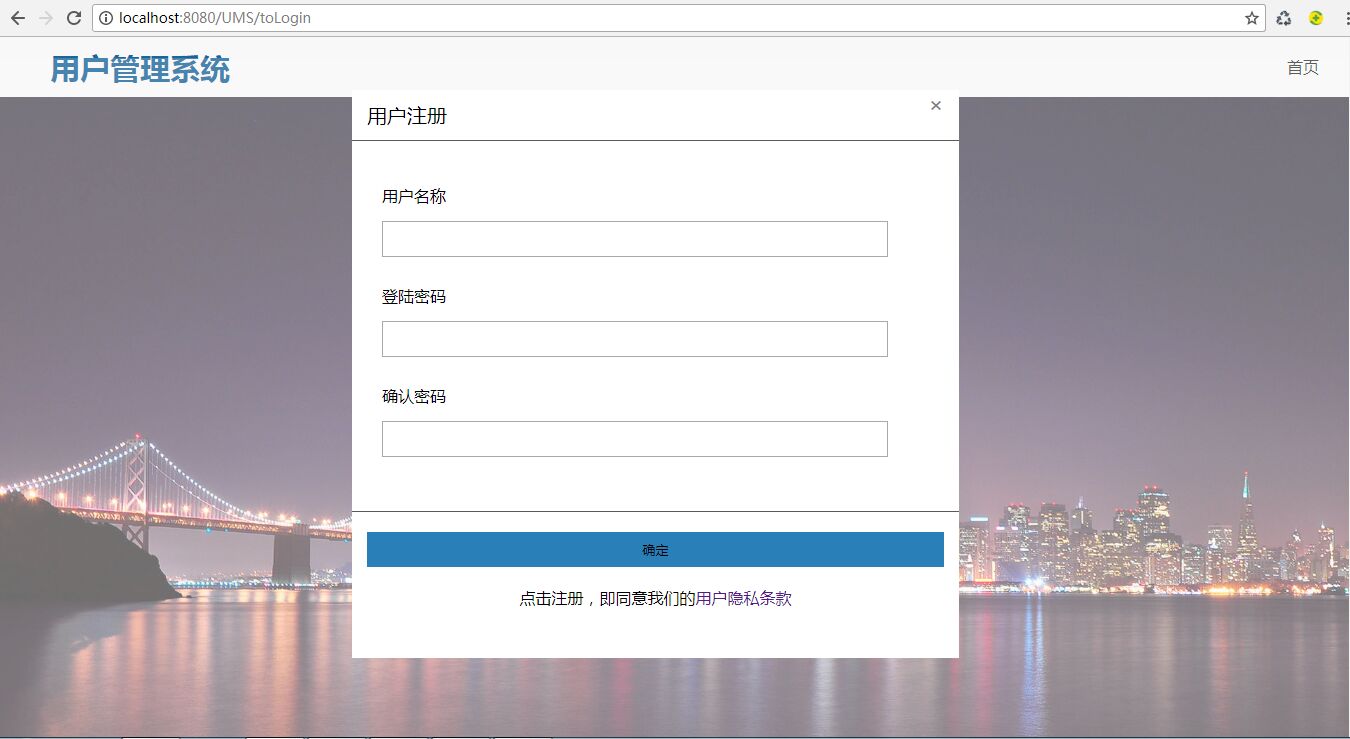 localhost:8080/UMS/toLogin
用户管理系统
首页
用户注册
用户名称
登陆密码
确认密码
确定
点击注册，即同意我们的用户隐私条款